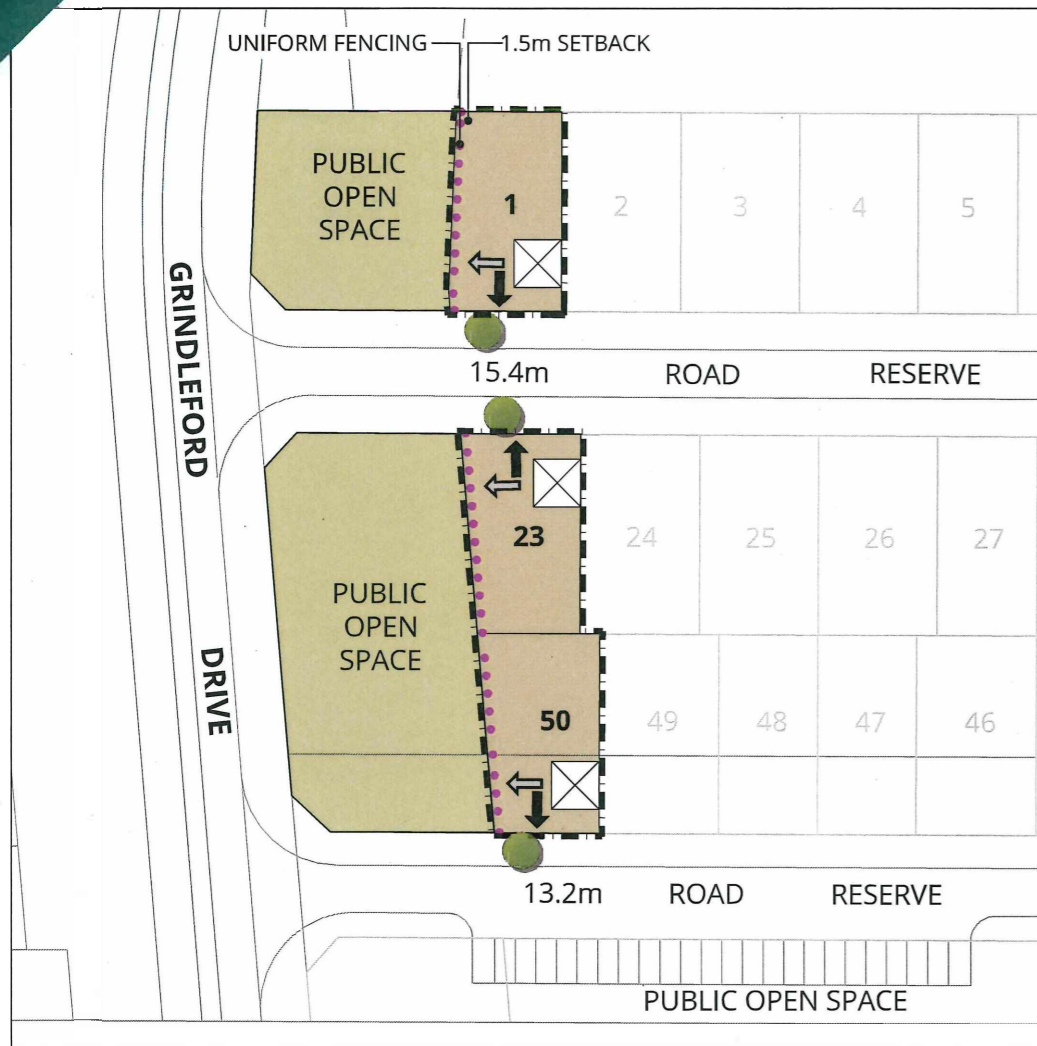 UNIFORM FENCING
1.5m SETBACK
PUBLIC
OPEN
SPACE
1
2
3
4
5
GRINDLEFORD
15.4m
ROAD
RESERVE
23
24
25
26
27
PUBLIC
OPEN
SPACE
DRIVE
50
49
48
47
46
13.2m
ROAD
RESERVE
PUBLIC OPEN SPACE